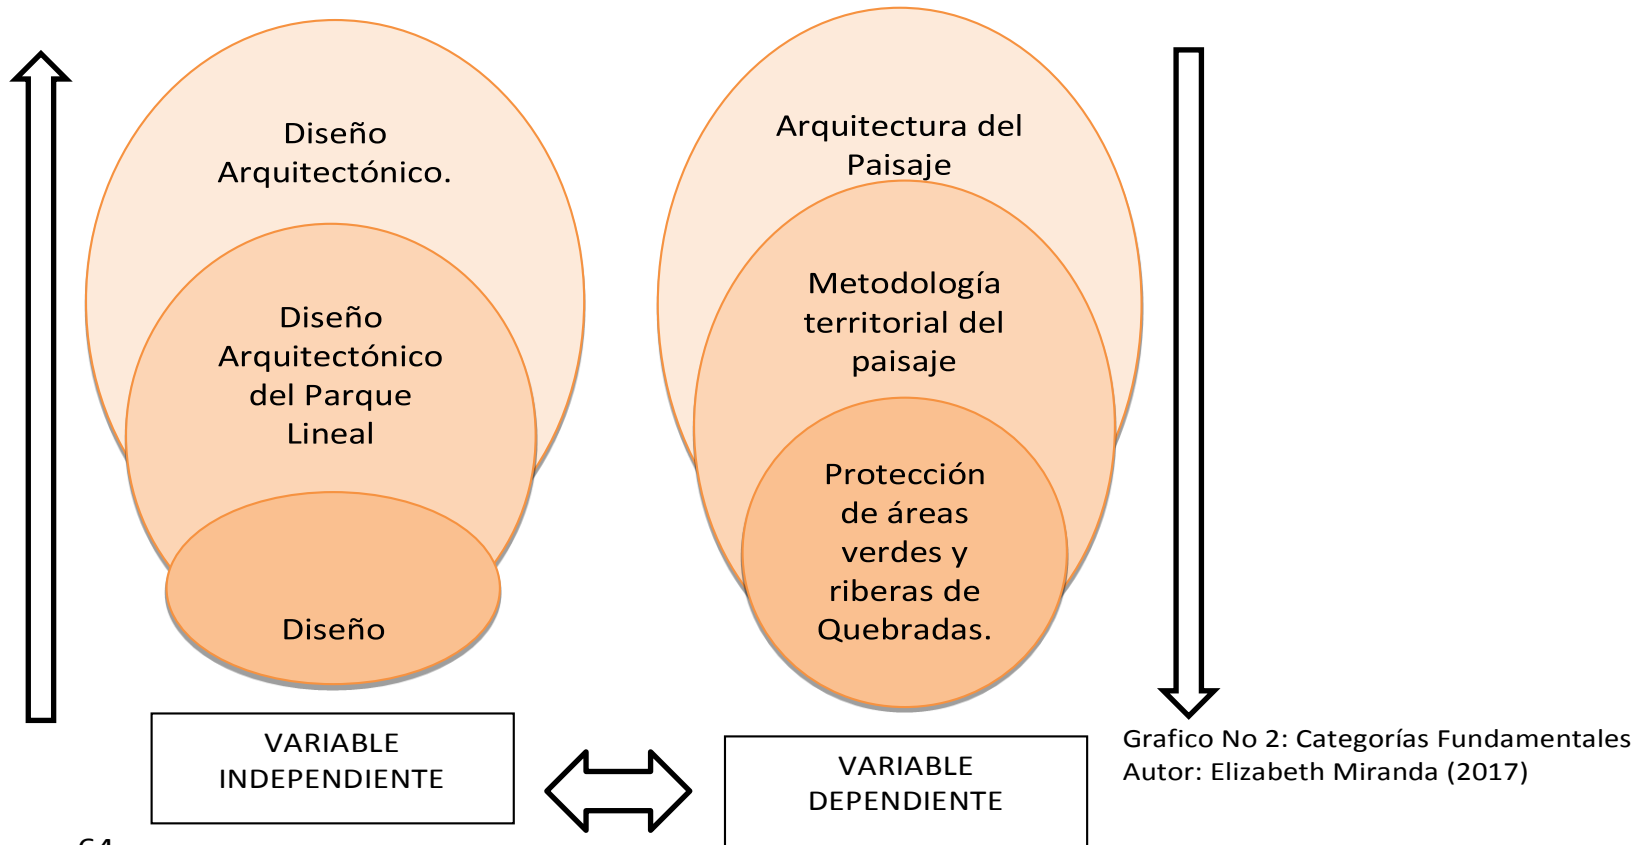 Diseño
Arquitectónico.
Diseño
Arquitectónico
del Parque
Lineal
Diseño
VARIABLE
INDEPENDIENTE
Arquitectura del
Paisaje
Metodología
territorial del
paisaje
Protección
de áreas
verdes y
riberas de
Quebradas.
VARIABLE
DEPENDIENTE
Grafico No 2: Categorías Fundamentales
Autor: Elizabeth Miranda (2017)